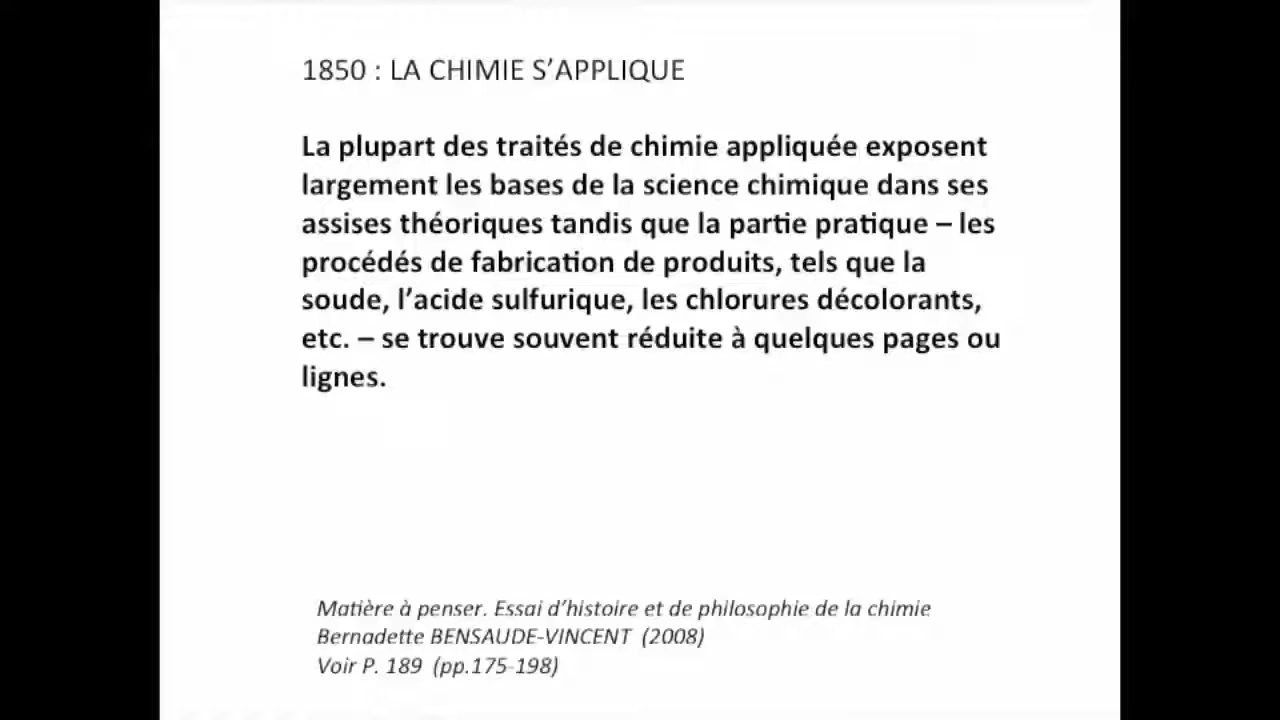 1850 : LA CHIMIE S’APPLIQUE
La plupart des traités de chimie appliquée exposent
largement les bases de la science chimique dans ses
assises théoriques tandis que la partie pratique – les
procédés de fabrication de produits, tels que la
soude, l’acide sulfurique, les chlorures décolorants,
etc. – se trouve souvent réduite à quelques pages ou
lignes.
Matière à penser. Essai d’histoire et de philosophie de la chimie
Bernadette BENSAUDE-VINCENT (2008)
Voir P. 189 (pp.175-198)